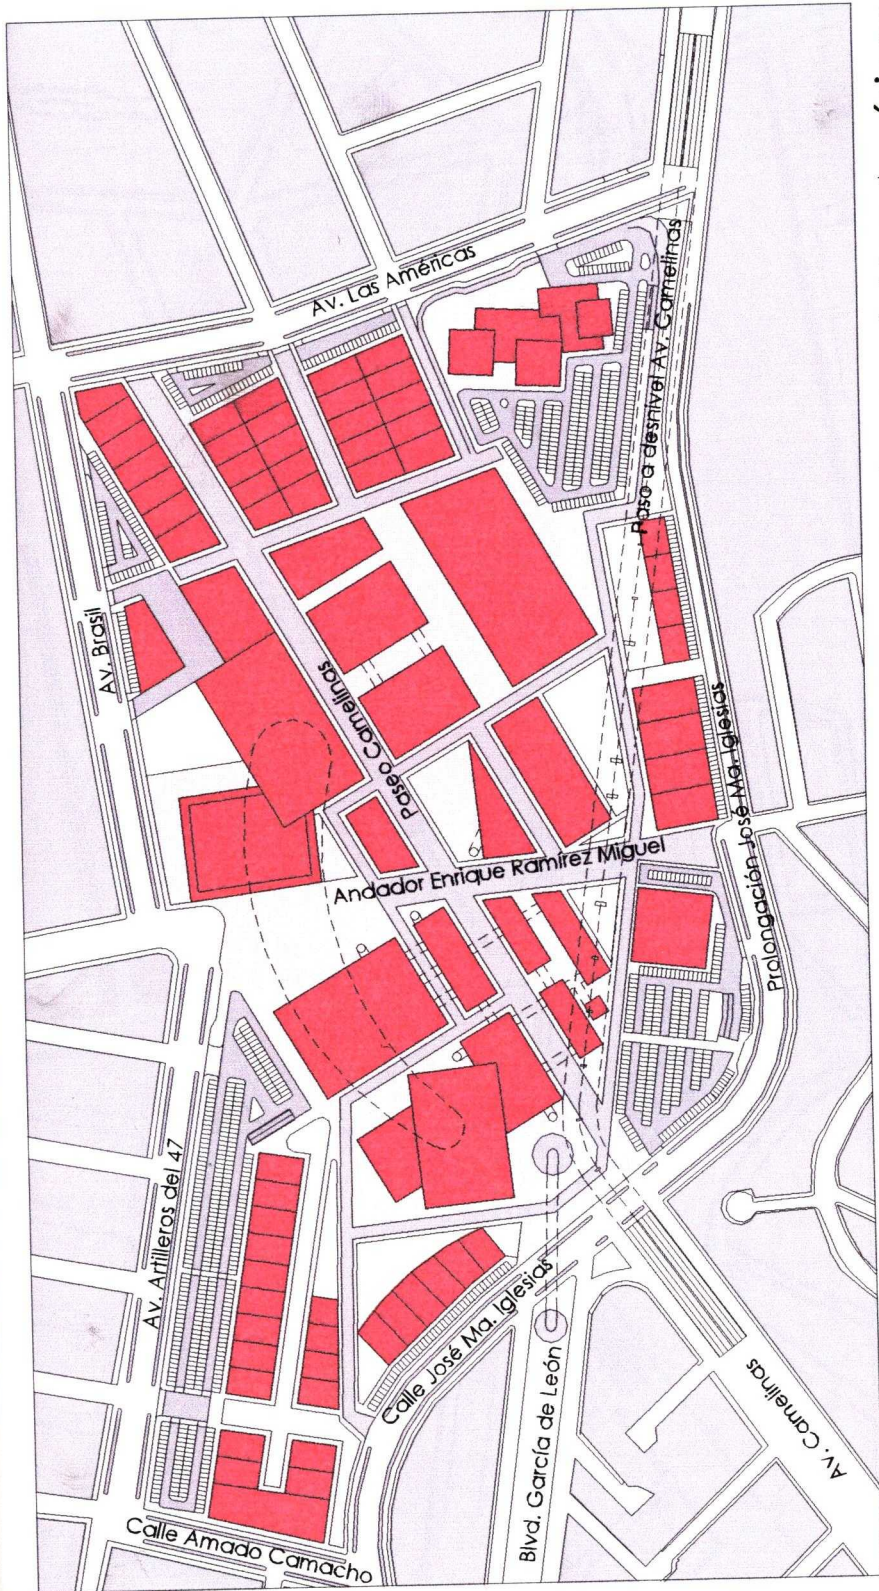 Av. Las Américas
Paso a desnivel Av. Camelinas
Av. Brasil
Paseo Camelinas
Prolongación José Ma. Iglesias
Andador Enrique Ramírez Miguel
Av. Artilleros del 47
Calle José Ma. Iglesias
Blvd. García de León
Av. Camelinas
Calle Amado Camacho